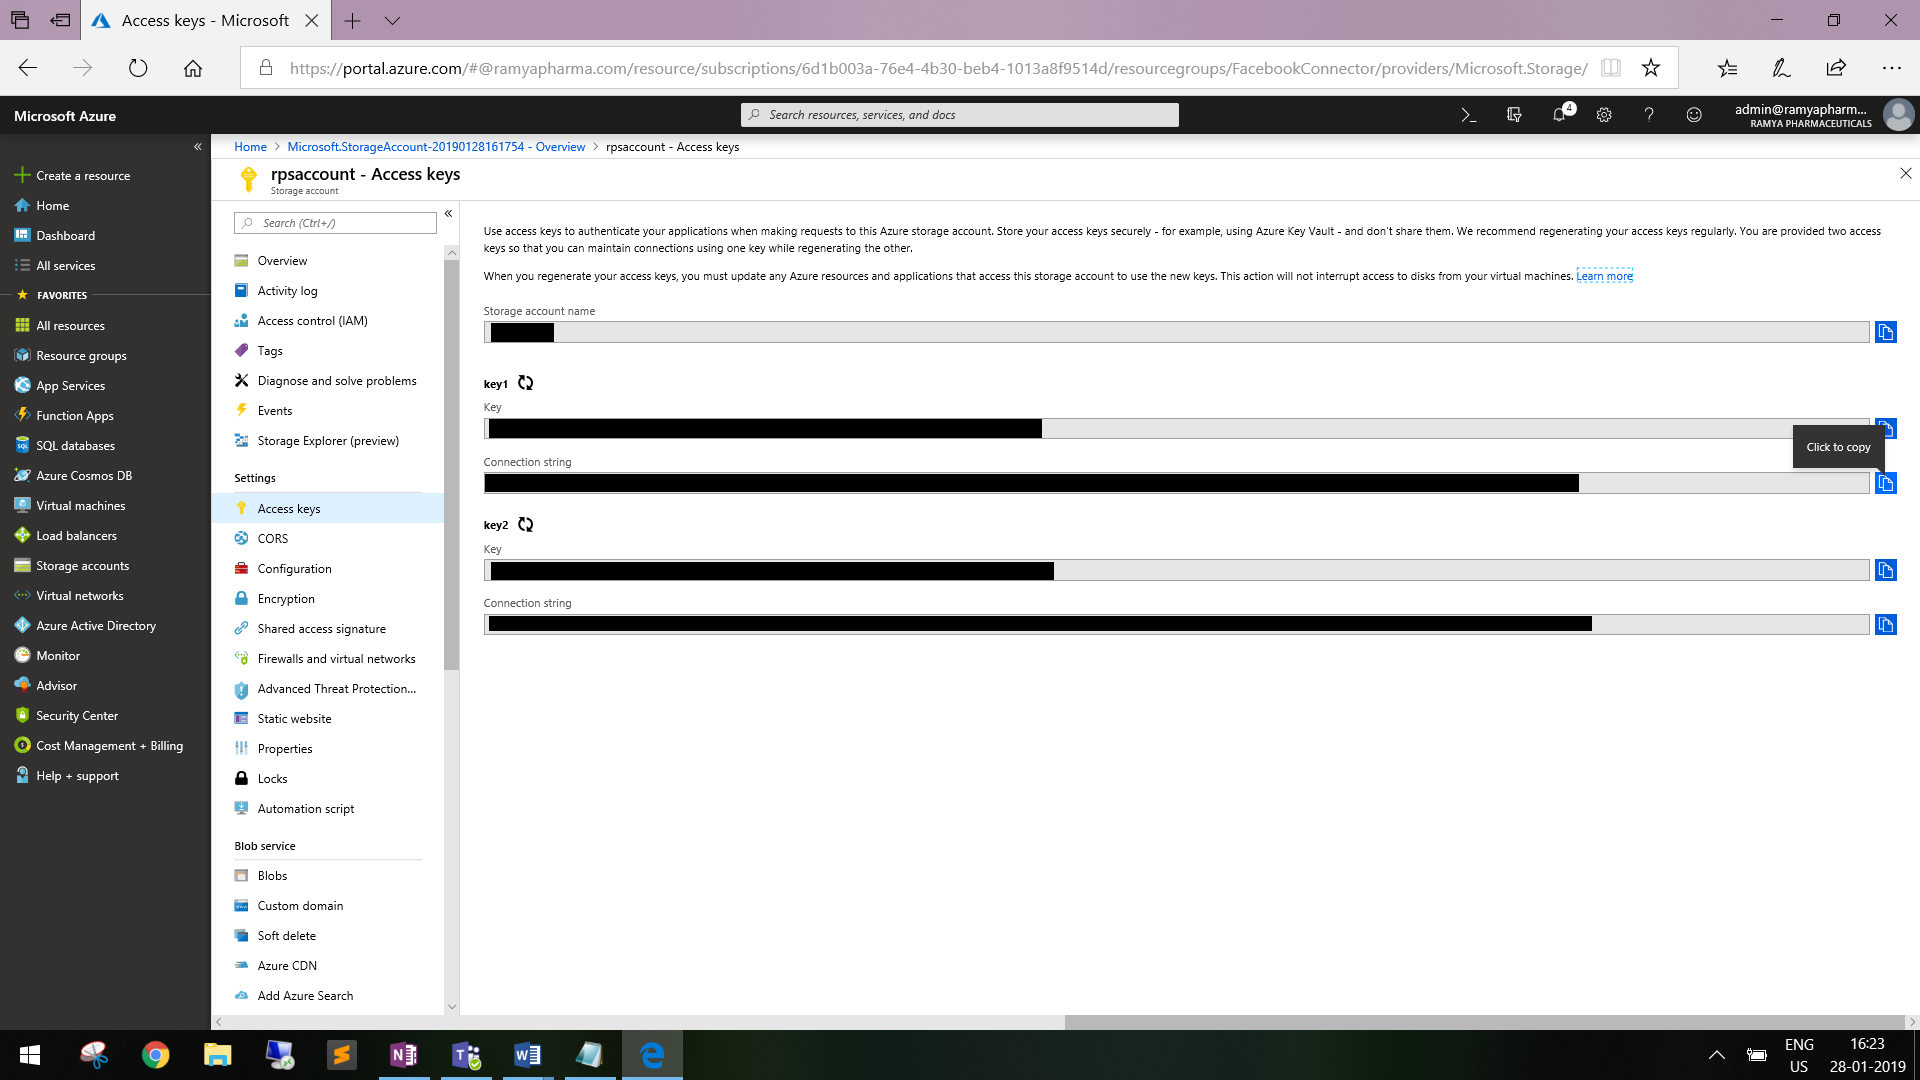 Access keys - Microsoft
https://portal.azure.com/#@ramyapharma.com/resource/subscriptions/6d1b003a-76e4-4b30-beb4-1013a8f9514d/resourcegroups/FacebookConnector/providers/Microsoft.Storage/
Microsoft Azure
Search resources, services, and docs
4
admin@ramyapharm...
RAMYA PHARMACEUTICALS
Create a resource
Home
Dashboard
All services
FAVORITES
All resources
Resource groups
App Services
Function Apps
SQL databases
Azure Cosmos DB
Virtual machines
Load balancers
Storage accounts
Virtual networks
Azure Active Directory
Monitor
Advisor
Security Center
Cost Management + Billing
Help + support
Home > Microsoft.StorageAccount-20190128161754 - Overview > rpsaccount - Access keys
rpsaccount - Access keys
Storage account
Search (Ctrl+/)
Overview
Activity log
Access control (IAM)
Tags
Diagnose and solve problems
Events
Storage Explorer (preview)
Settings
Access keys
CORS
Configuration
Encryption
Shared access signature
Firewalls and virtual networks
Advanced Threat Protection...
Static website
Properties
Locks
Automation script
Blob service
Blobs
Custom domain
Soft delete
Azure CDN
Add Azure Search
Use access keys to authenticate your applications when making requests to this Azure storage account. Store your access keys securely - for example, using Azure Key Vault - and don't share them. We recommend regenerating your access keys regularly. You are provided two access
keys so that you can maintain connections using one key while regenerating the other.
When you regenerate your access keys, you must update any Azure resources and applications that access this storage account to use the new keys. This action will not interrupt access to disks from your virtual machines. Learn more
Storage account name
key1
Key
Click to copy
Connection string
key2
Key
Connection string
ENG
US
16:23
28-01-2019